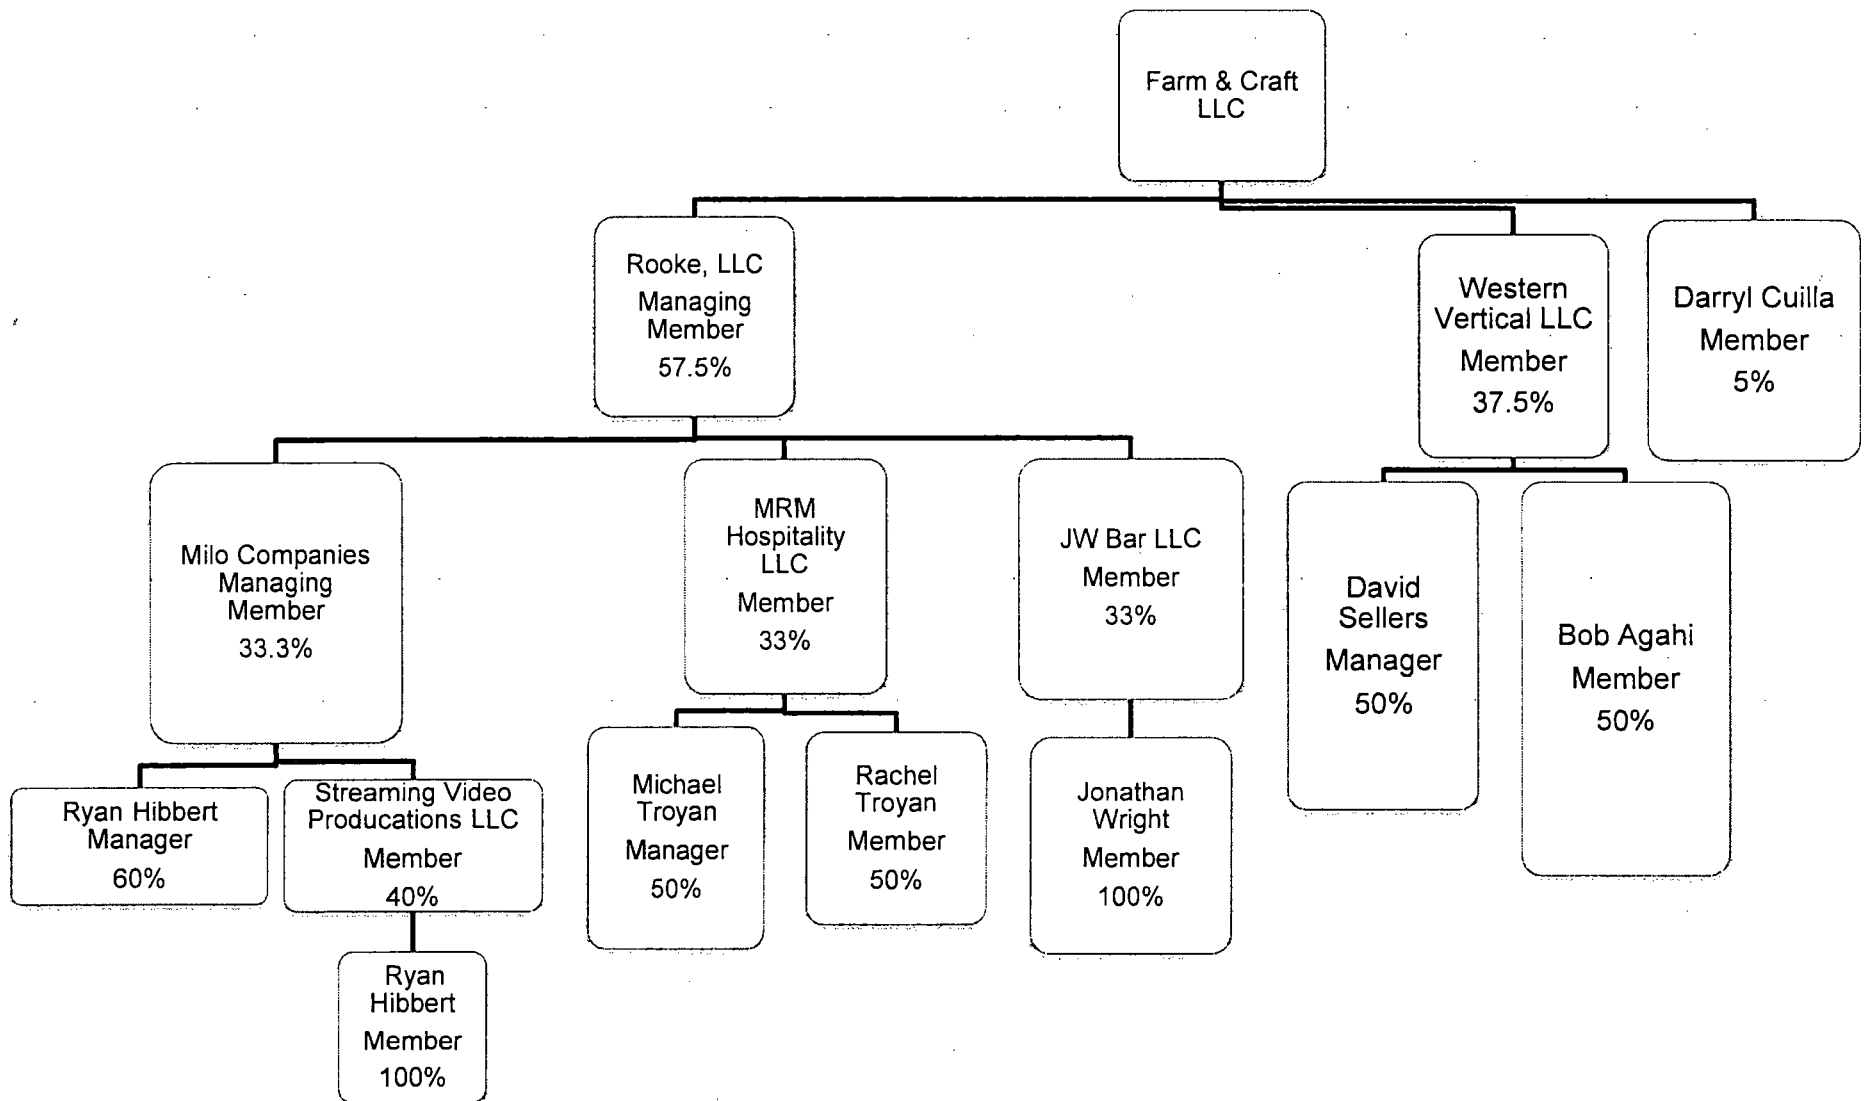 Farm & Craft
LLC
Rooke, LLC
Managing
Member
57.5%
Western
Vertical LLC
Member
37.5%
Darryl Cuilla
Member
5%
Milo Companies
Managing
Member
33.3%
MRM
Hospitality
LLC
Member
33%
JW Bar LLC
Member
33%
David
Sellers
Manager
50%
Bob Agahi
Member
50%
Ryan Hibbert
Manager
60%
Streaming Video
Producations LLC
Member
40%
Michael
Troyan
Manager
50%
Rachel
Troyan
Member
50%
Jonathan
Wright
Member
100%
Ryan
Hibbert
Member
100%